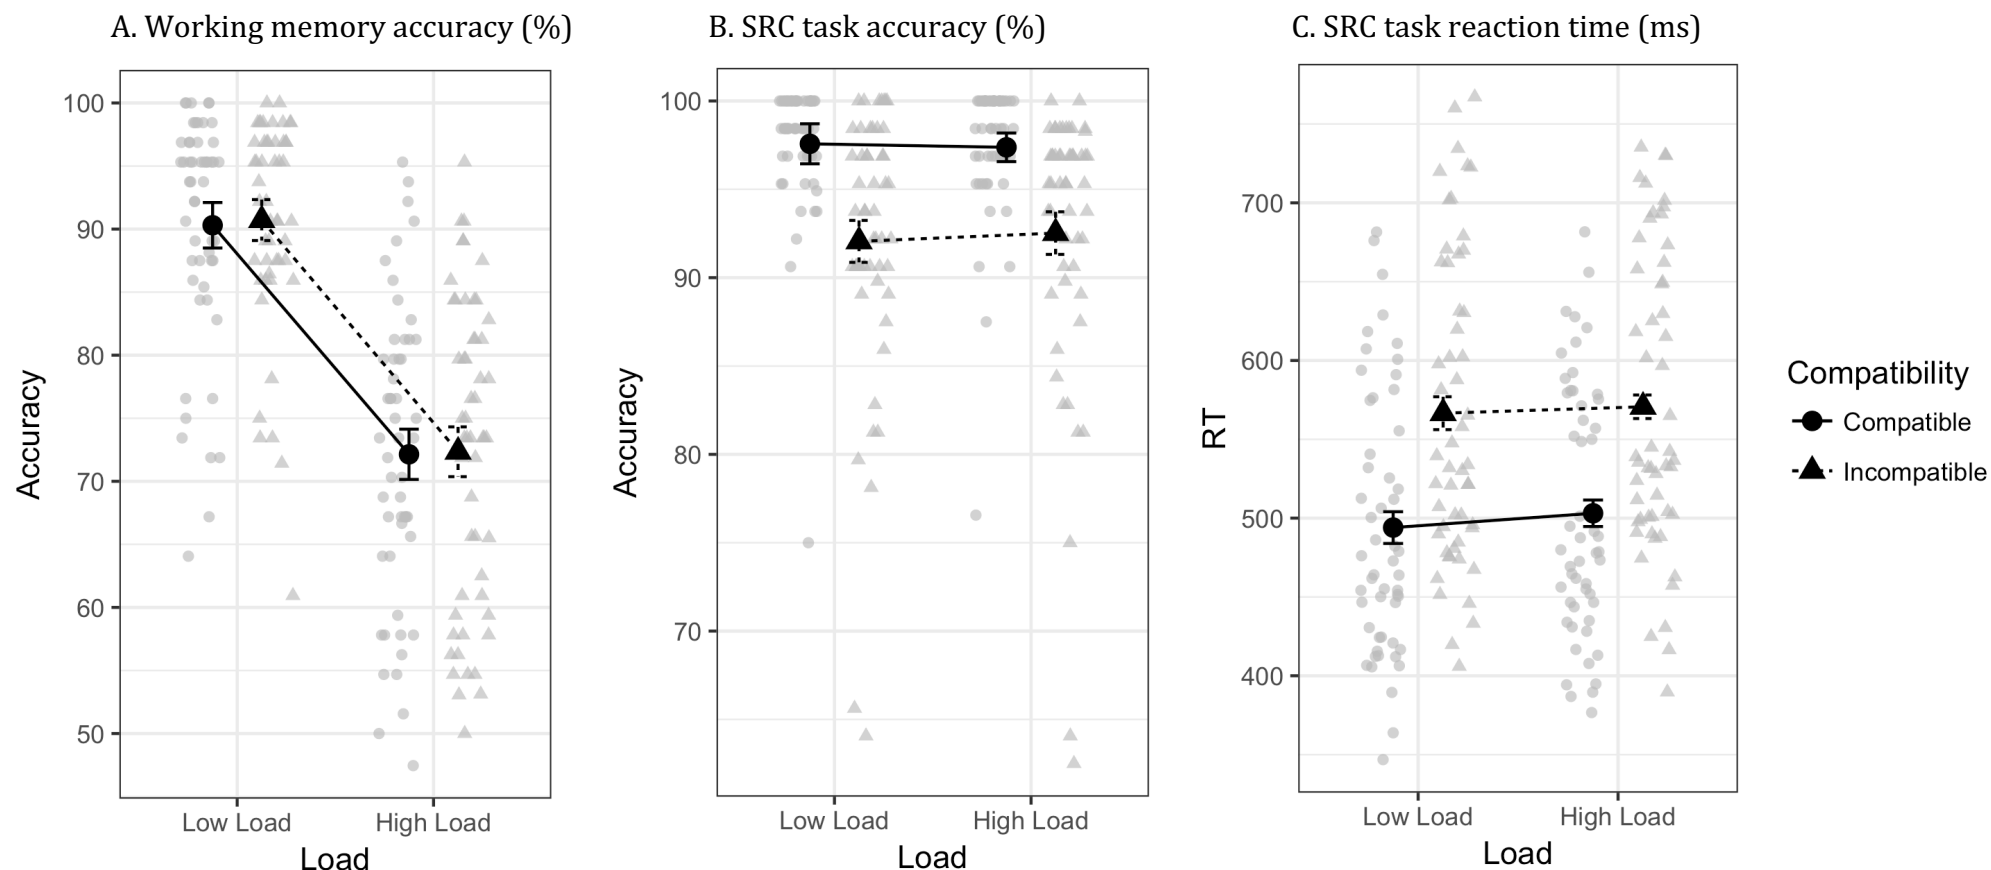 A. Working memory accuracy (%)
Accuracy
100
90
80
70
60
50
Low Load
High Load
Load
B. SRC task accuracy (%)
Accuracy
100
90
80
70
Low Load
High Load
Load
C. SRC task reaction time (ms)
RT
700
600
500
400
Low Load
High Load
Load
Compatibility
Compatible
Incompatible